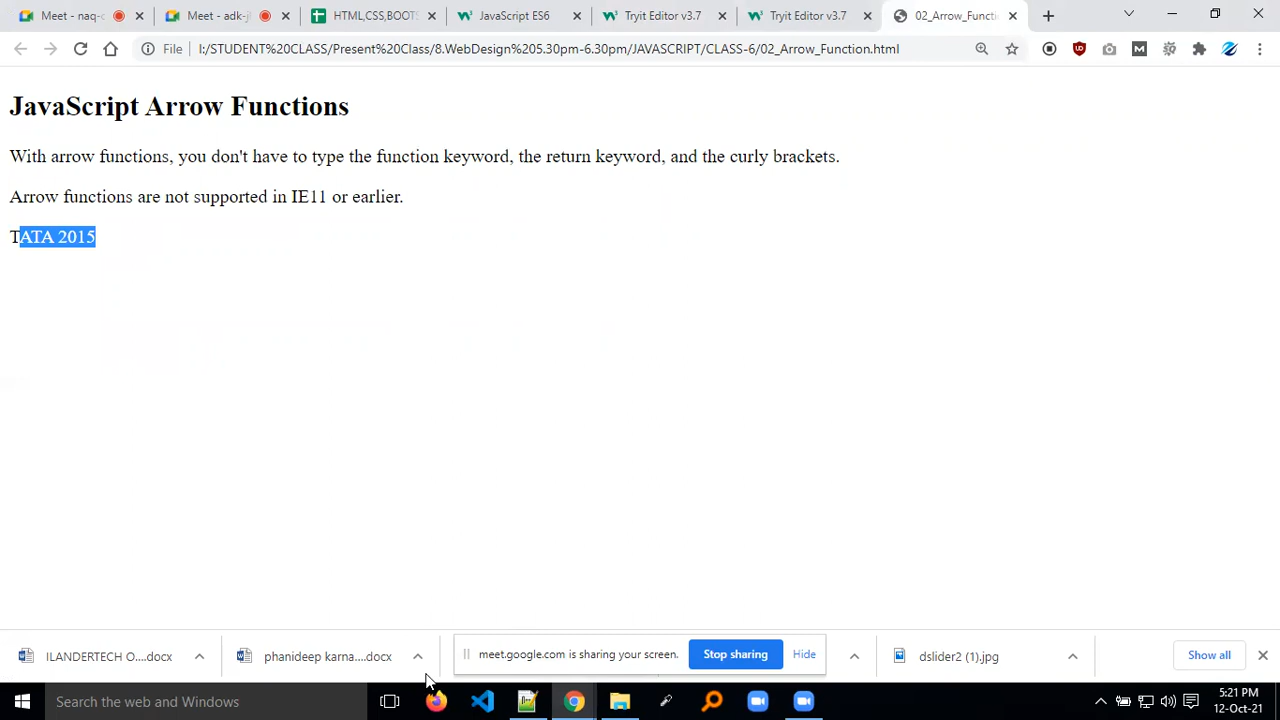 Meet - naq-c
Meet - adk-jl
HTML,CSS,BOOTS
JavaScript ES6
Tryit Editor v3.7
Tryit Editor v3.7
02_Arrow_Functi
File
I:/STUDENT%20CLASS/Present%20Class/8.WebDesign%205.30pm-6.30pm/JAVASCRIPT/CLASS-6/02_Arrow_Function.html
JavaScript Arrow Functions
With arrow functions, you don't have to type the function keyword, the return keyword, and the curly brackets.
Arrow functions are not supported in IE11 or earlier.
TATA 2015
ILANDERTECH O....docx
phanideep karna....docx
meet.google.com is sharing your screen.
Stop sharing
Hide
dslider2 (1).jpg
Show all
Search the web and Windows
5:21 PM
12-Oct-21